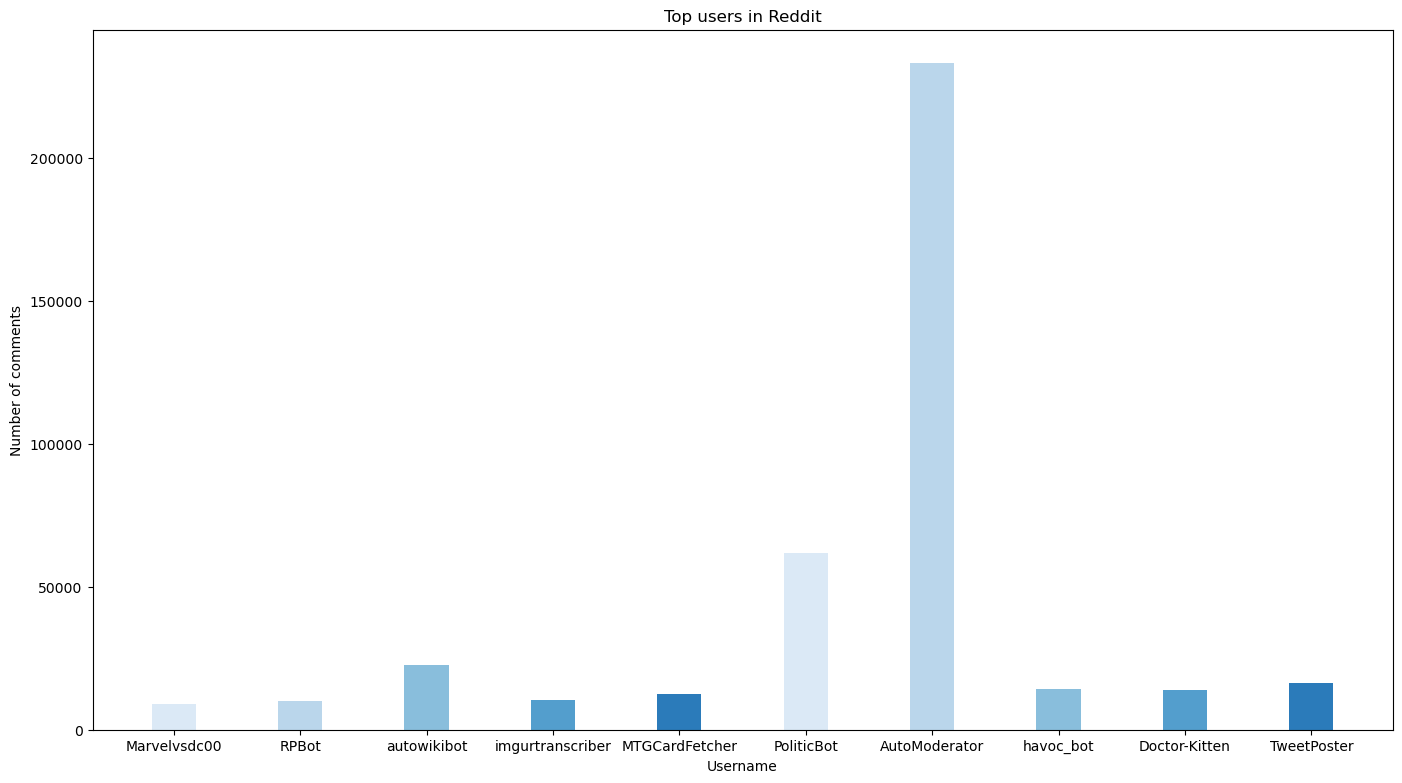 Top users in Reddit
Number of comments
200000
150000
100000
50000
0
Marvelvsdc00 RPBot autowikibot imgurtranscriber MTGCardFetcher PoliticBot AutoModerator havoc_bot Doctor-Kitten TweetPoster
Username